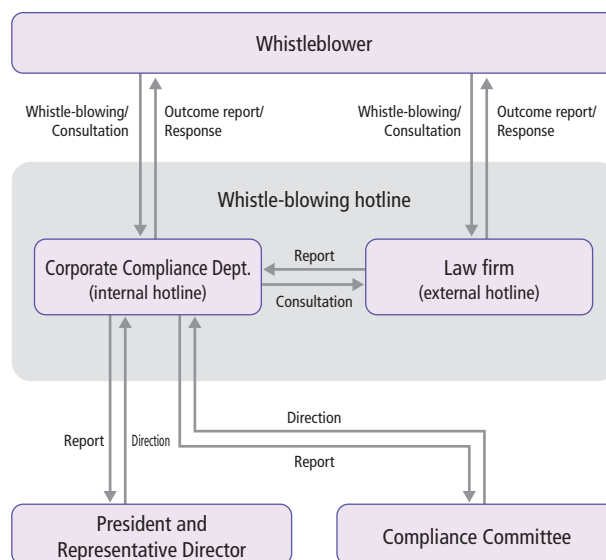 Whistleblower
Whistle-blowing/
Consultation
Outcome report/
Response
Whistle-blowing/
Consultation
Outcome report/
Response
Whistle-blowing hotline
Corporate Compliance Dept.
(internal hotline)
Report
Consultation
Law firm
(external hotline)
Direction
Report
Direction
Report
President and
Representative Director
Compliance Committee